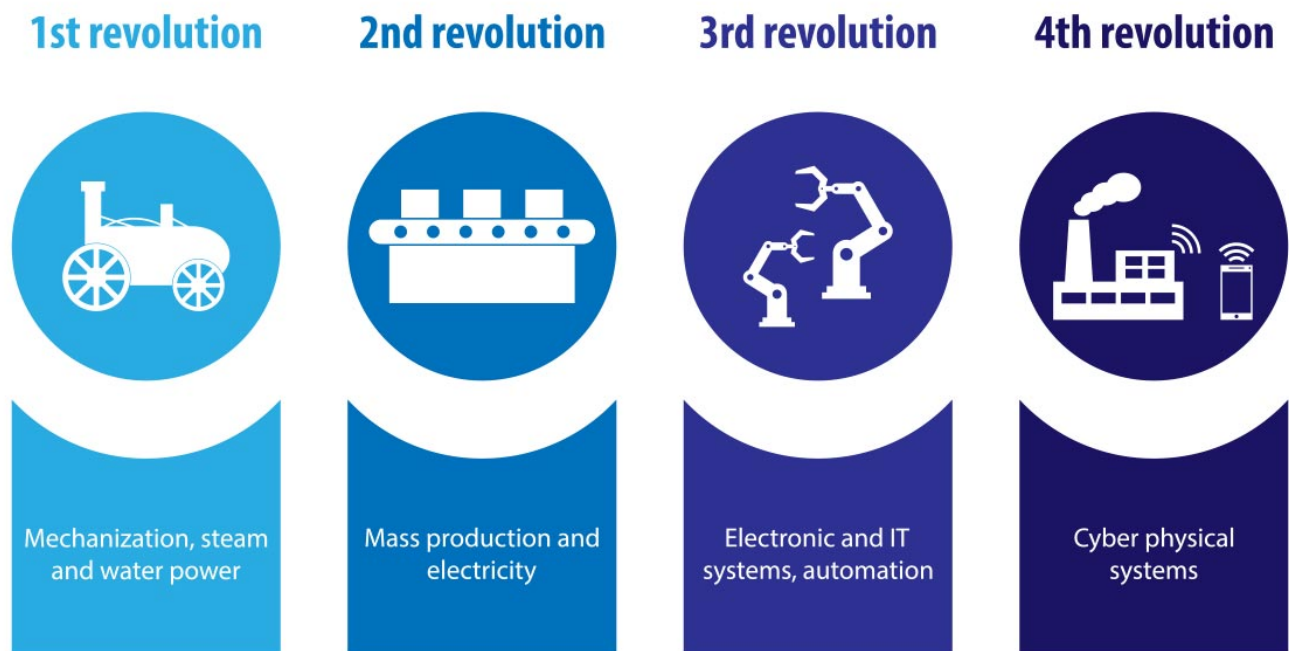 1st revolution
2nd revolution
3rd revolution
4th revolution
Mechanization, steam
and water power
Mass production and
electricity
Electronic and IT
systems, automation
Cyber physical
systems